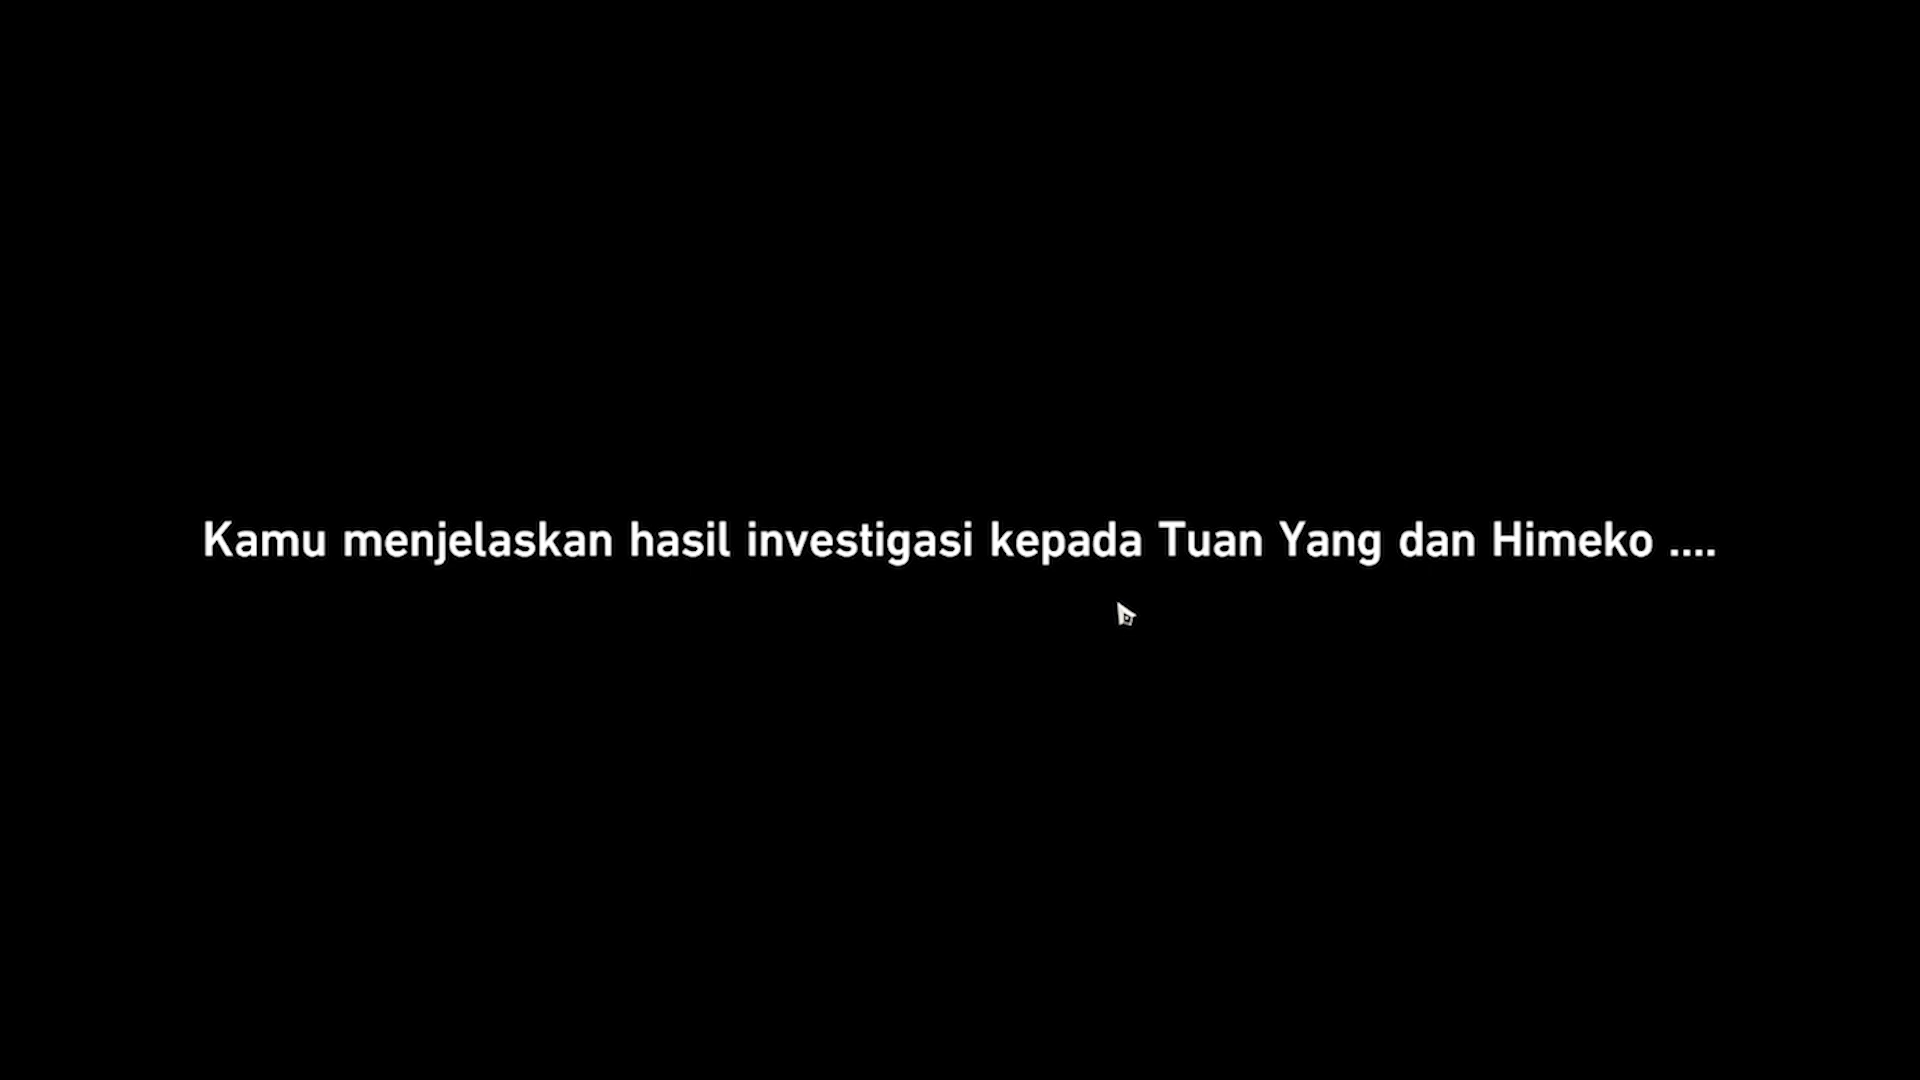 Kamu menjelaskan hasil investigasi kepada Tuan Yang dan Himeko ....